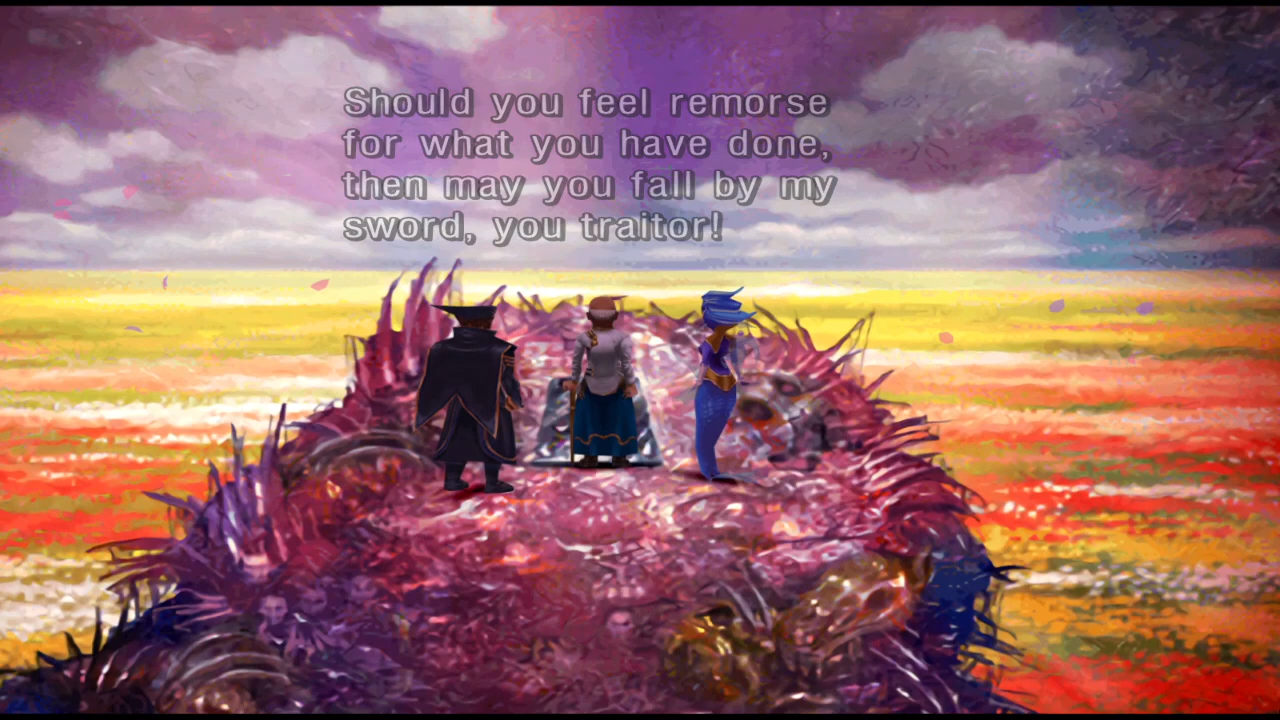 Should you feel remorse
for what you have done,
then may you fall by my
sword, you traitor!